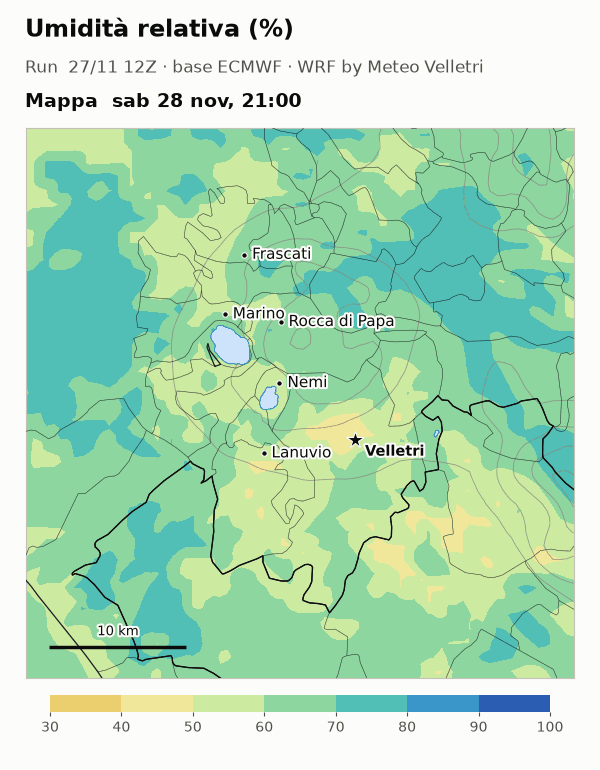 Umidità relativa (%)
Run  27/11 12Z · base ECMWF · WRF by Meteo Velletri
Mappa  sab 28 nov, 21:00
Frascati
Marino
Rocca di Papa
Nemi
Velletri
Lanuvio
10 km
30 40 50 60 70 80 90 100